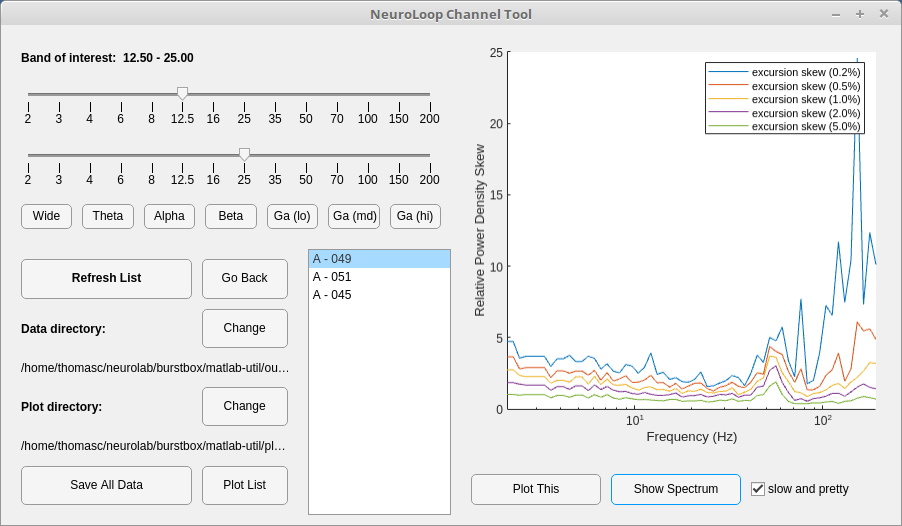 NeuroLoop Channel Tool
Band of interest: 12.50 - 25.00
2 3 4 6 8 12.5 16 25 35 50 70 100 150 200
2 3 4 6 8 12.5 16 25 35 50 70 100 150 200
Wide Theta Alpha Beta Ga (lo) Ga (md) Ga (hi)
Refresh List Go Back
Data directory: Change
/home/thomasc/neurolab/burstbox/matlab-util/ou...
Plot directory: Change
/home/thomasc/neurolab/burstbox/matlab-util/pl...
Save All Data Plot List
A - 049
A - 051
A - 045
Relative Power Density Skew
25
20
15
10
5
0
excursion skew (0.2%)
excursion skew (0.5%)
excursion skew (1.0%)
excursion skew (2.0%)
excursion skew (5.0%)
10¹ 10²
Frequency (Hz)
Plot This Show Spectrum slow and pretty